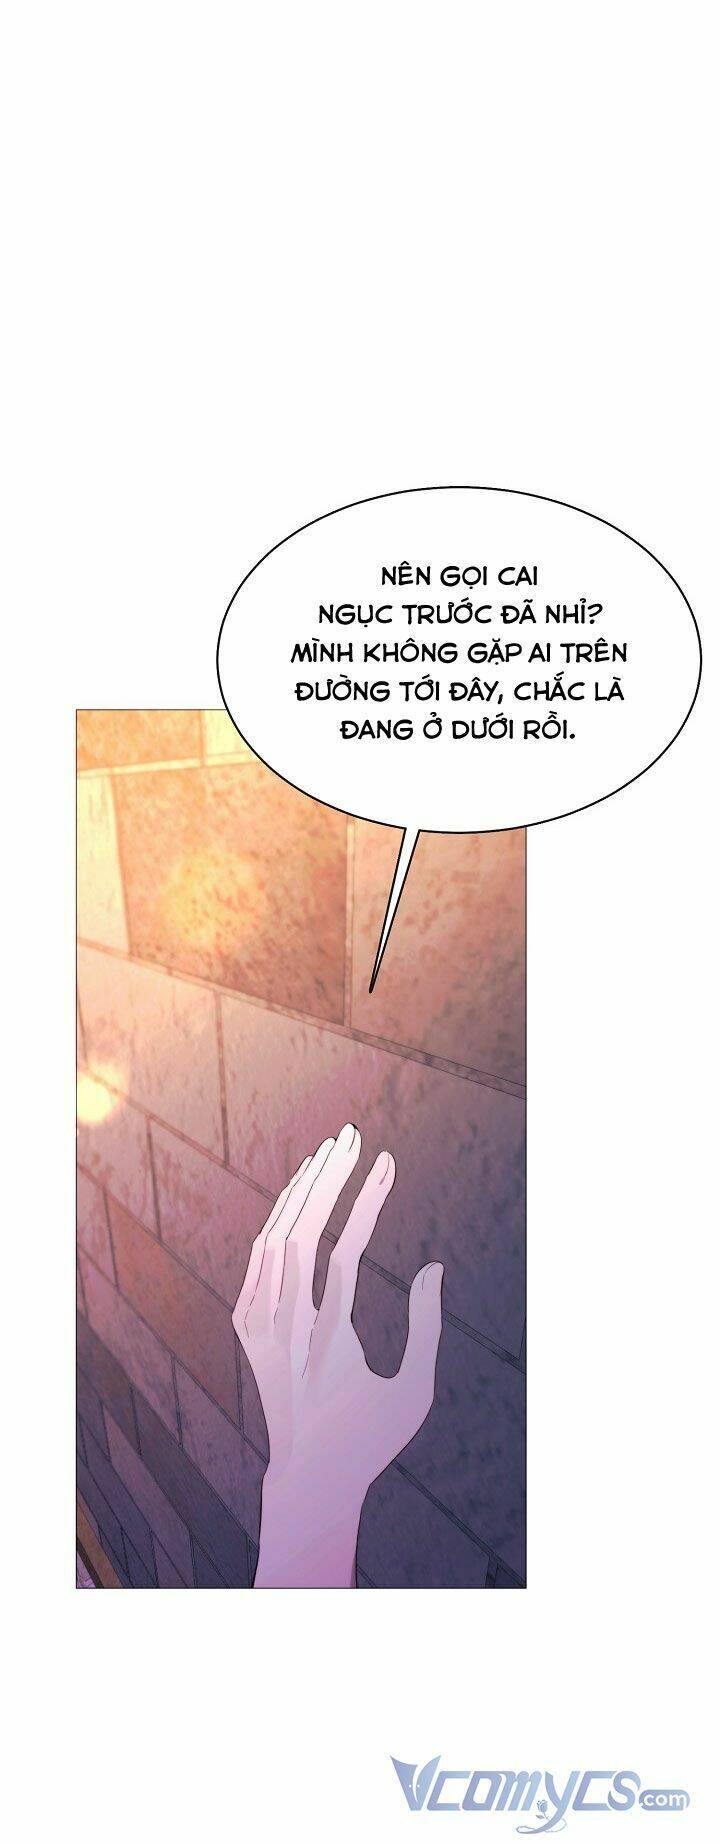 NÊN GỌI CAI
NGỤC TRƯỚC ĐÃ NHỈ?
MÌNH KHÔNG GẶP AI TRÊN
ĐƯỜNG TỚI ĐÂY, CHẮC LÀ
ĐANG Ở DƯỚI RỒI.
VCOMYCS.com